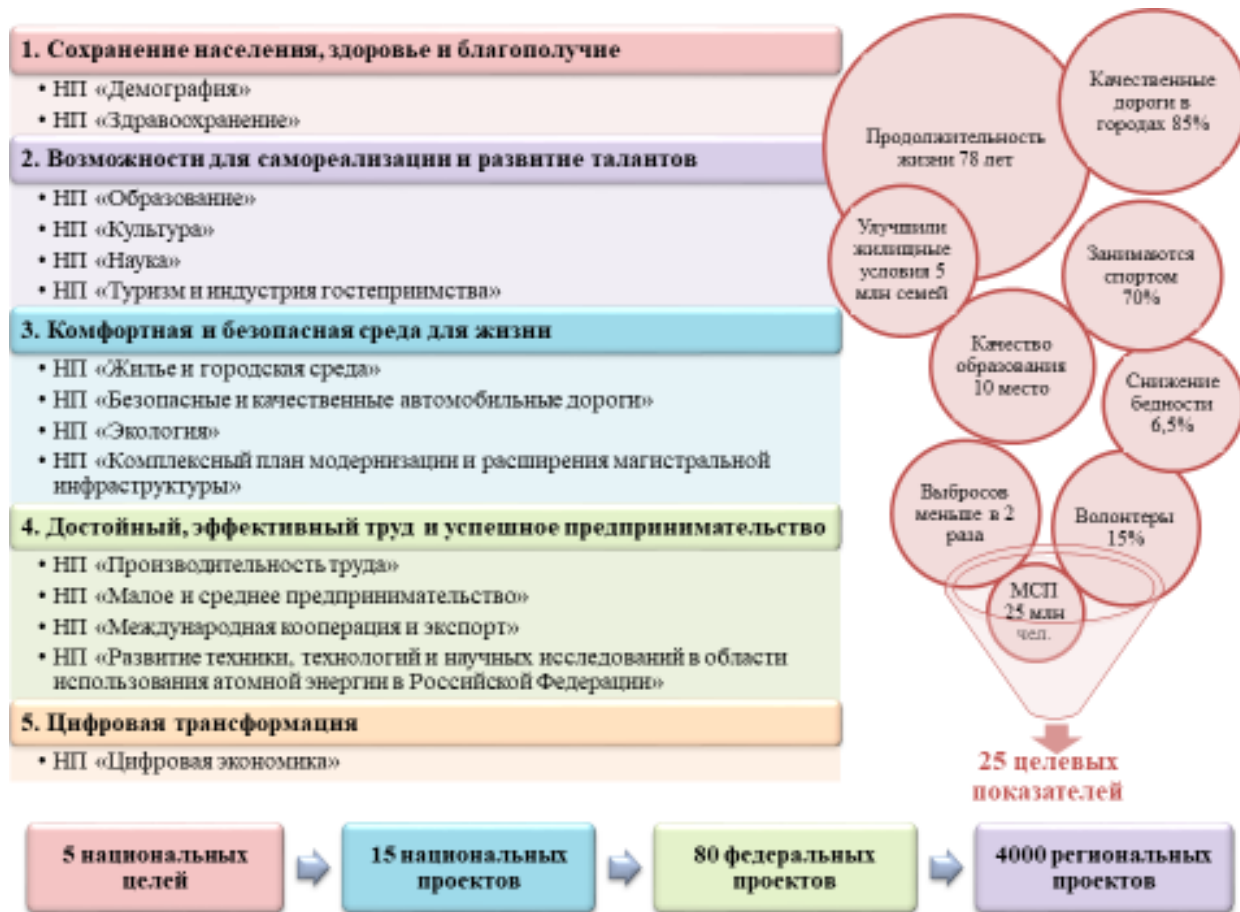 1. Сохранение населения, здоровье и благополучие
• НП «Демография»
• НП «Здравоохранение»
2. Возможности для самореализации и развитие талантов
• НП «Образование»
• НП «Культура»
• НП «Наука»
• НП «Туризм и индустрия гостеприимства»
3. Комфортная и безопасная среда для жизни
• НП «Жилье и городская среда»
• НП «Безопасные и качественные автомобильные дороги»
• НП «Экология»
• НП «Комплексный план модернизации и расширения магистральной
инфраструктуры»
4. Достойный, эффективный труд и успешное предпринимательство
• НП «Производительность труда»
• НП «Малое и среднее предпринимательство»
• НП «Международная кооперация и экспорт»
• НП «Развитие техники, технологий и научных исследований в области
использования атомной энергии в Российской Федерации»
5. Цифровая трансформация
• НП «Цифровая экономика»
Продолжительность
жизни 78 лет
Качественные
дороги в
городах 85%
Улучшили
жилищные
условия 5
млн семей
Занимаются
спортом
70%
Качество
образования
10 место
Снижение
бедности
6,5%
Выбросов
меньше в 2
раза
Волонтеры
15%
МСП
25 млн
чел.
25 целевых
показателей
5 национальных
целей
15 национальных
проектов
80 федеральных
проектов
4000 региональных
проектов